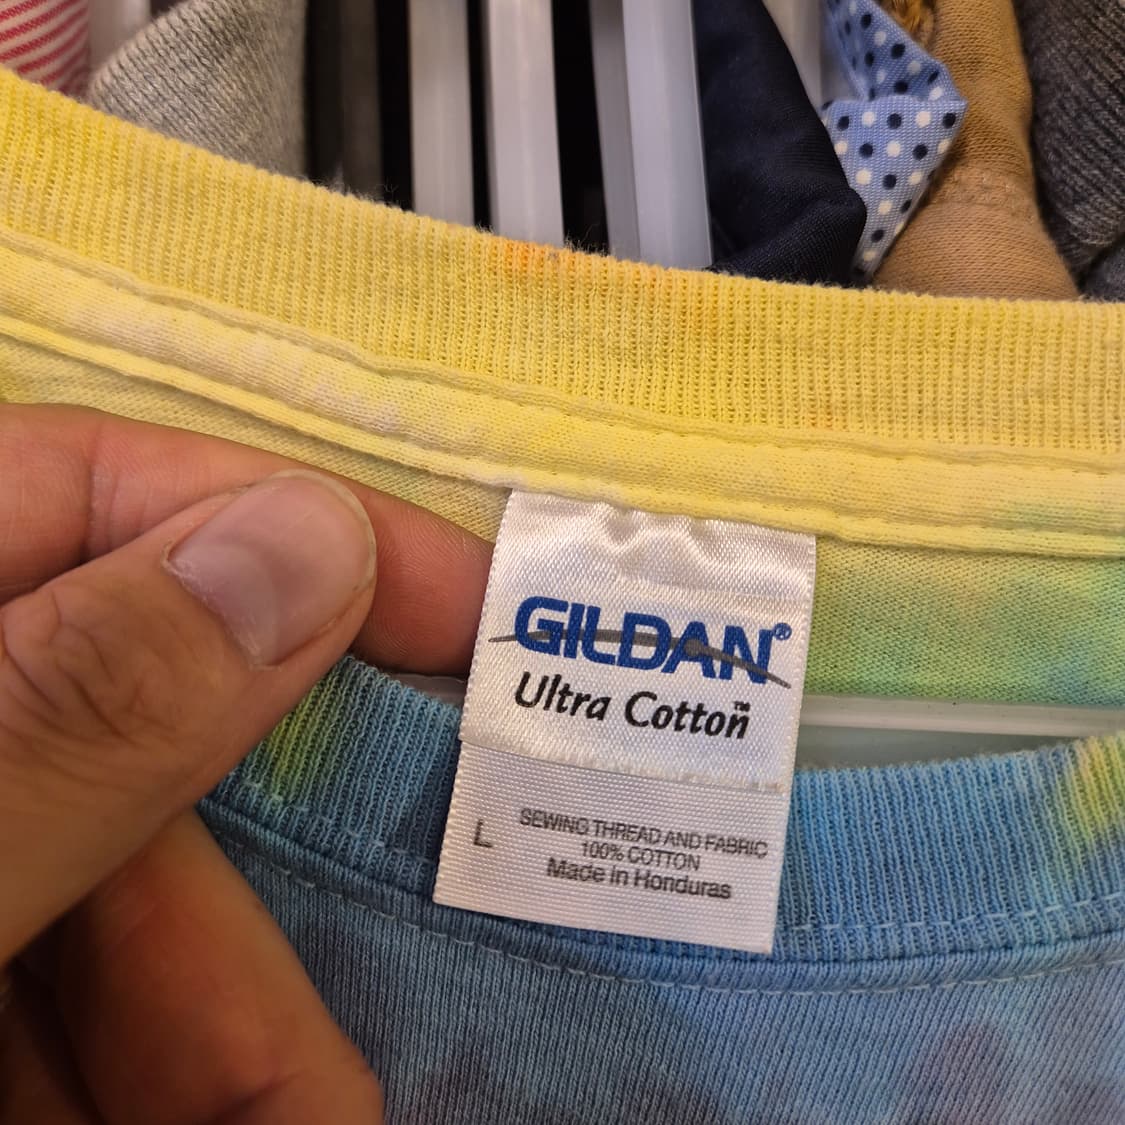 GILDAN®
Ultra Cotton™
L
SEWING THREAD AND FABRIC
100% COTTON
Made in Honduras